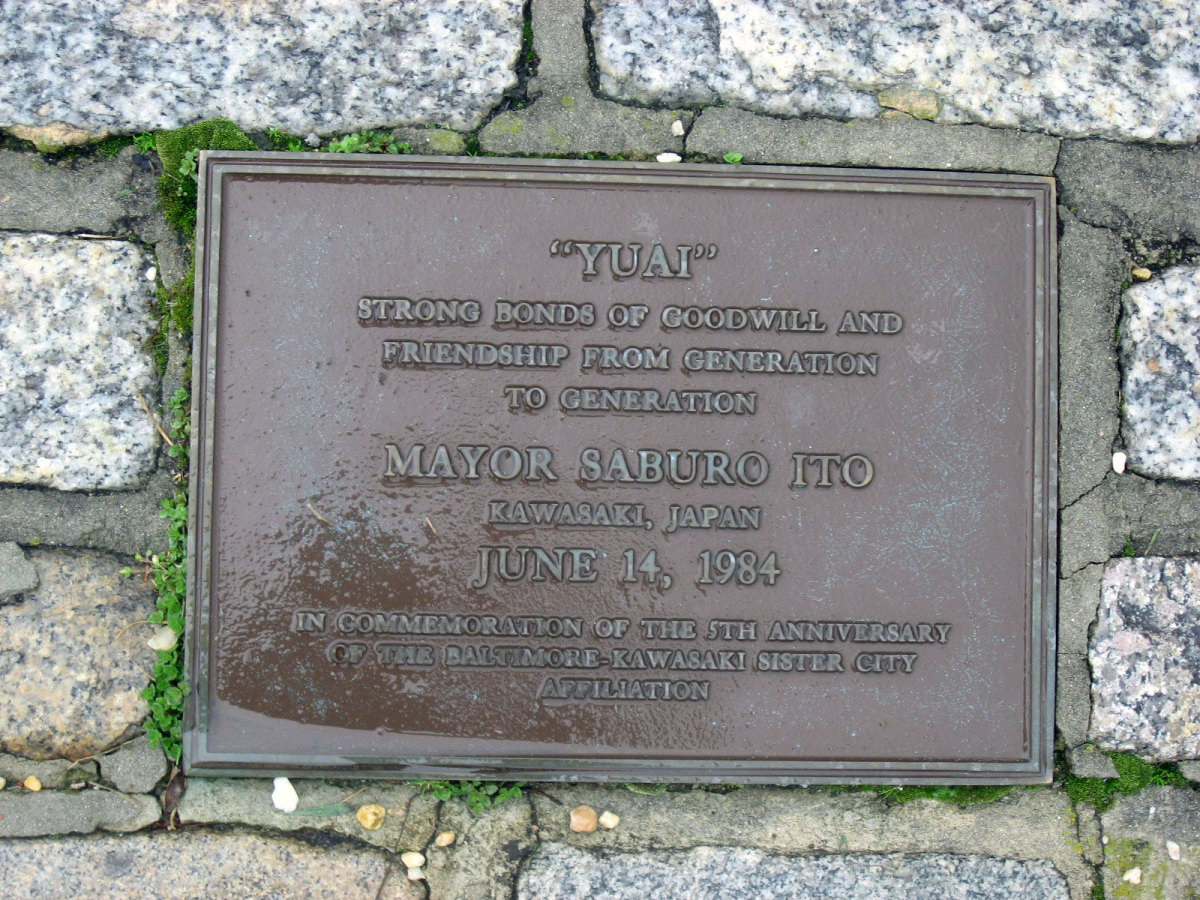 “YUAI”
STRONG BONDS OF GOODWILL AND
FRIENDSHIP FROM GENERATION
TO GENERATION
MAYOR SABURO ITO
KAWASAKI, JAPAN
JUNE 14, 1984
IN COMMEMORATION OF THE 5TH ANNIVERSARY
OF THE BALTIMORE-KAWASAKI SISTER CITY
AFFILIATION